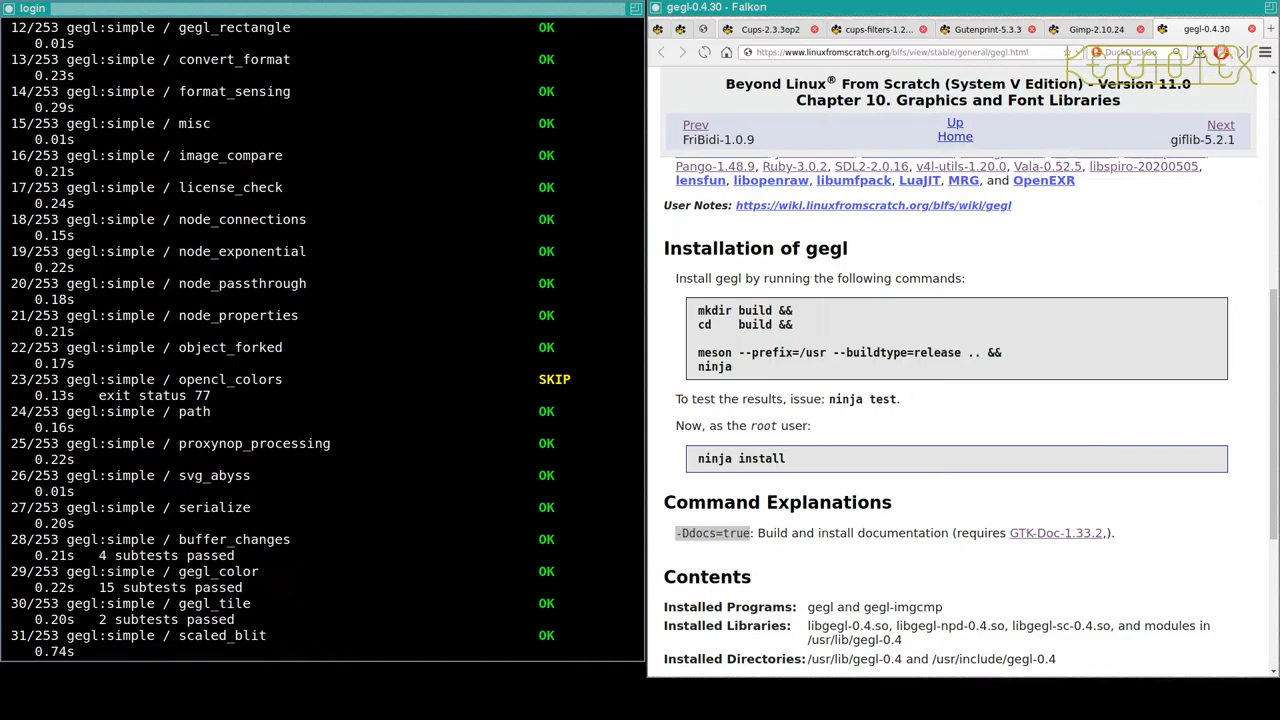 login
12/253 gegl:simple / gegl_rectangle OK
0.01s
13/253 gegl:simple / convert_format OK
0.23s
14/253 gegl:simple / format_sensing OK
0.29s
15/253 gegl:simple / misc OK
0.01s
16/253 gegl:simple / image_compare OK
0.21s
17/253 gegl:simple / license_check OK
0.24s
18/253 gegl:simple / node_connections OK
0.15s
19/253 gegl:simple / node_exponential OK
0.22s
20/253 gegl:simple / node_passthrough OK
0.18s
21/253 gegl:simple / node_properties OK
0.21s
22/253 gegl:simple / object_forked OK
0.17s
23/253 gegl:simple / opencl_colors SKIP
0.13s exit status 77
24/253 gegl:simple / path OK
0.16s
25/253 gegl:simple / proxynop_processing OK
0.22s
26/253 gegl:simple / svg_abyss OK
0.01s
27/253 gegl:simple / serialize OK
0.20s
28/253 gegl:simple / buffer_changes OK
0.21s 4 subtests passed
29/253 gegl:simple / gegl_color OK
0.22s 15 subtests passed
30/253 gegl:simple / gegl_tile OK
0.20s 2 subtests passed
31/253 gegl:simple / scaled_blit OK
0.74s
gegl-0.4.30 - Falkon
Cups-2.3.3op2 cups-filters-1.2... Gutenprint-5.3.3 Gimp-2.10.24 gegl-0.4.30
https://www.linuxfromscratch.org/blfs/view/stable/general/gegl.html DuckDuckGo
KERAOTEX
Beyond Linux® From Scratch (System V Edition) - Version 11.0
Chapter 10. Graphics and Font Libraries
Prev Up Next
FriBidi-1.0.9 Home giflib-5.2.1
Pango-1.48.9, Ruby-3.0.2, SDL2-2.0.16, v4l-utils-1.20.0, Vala-0.52.5, libspiro-20200505,
lensfun, libopenraw, libumfpack, LuaJIT, MRG, and OpenEXR
User Notes: https://wiki.linuxfromscratch.org/blfs/wiki/gegl
Installation of gegl
Install gegl by running the following commands:
mkdir build &&
cd build &&
meson --prefix=/usr --buildtype=release .. &&
ninja
To test the results, issue: ninja test.
Now, as the root user:
ninja install
Command Explanations
-Ddocs=true: Build and install documentation (requires GTK-Doc-1.33.2,).
Contents
Installed Programs: gegl and gegl-imgcmp
Installed Libraries: libgegl-0.4.so, libgegl-npd-0.4.so, libgegl-sc-0.4.so, and modules in
/usr/lib/gegl-0.4
Installed Directories: /usr/lib/gegl-0.4 and /usr/include/gegl-0.4